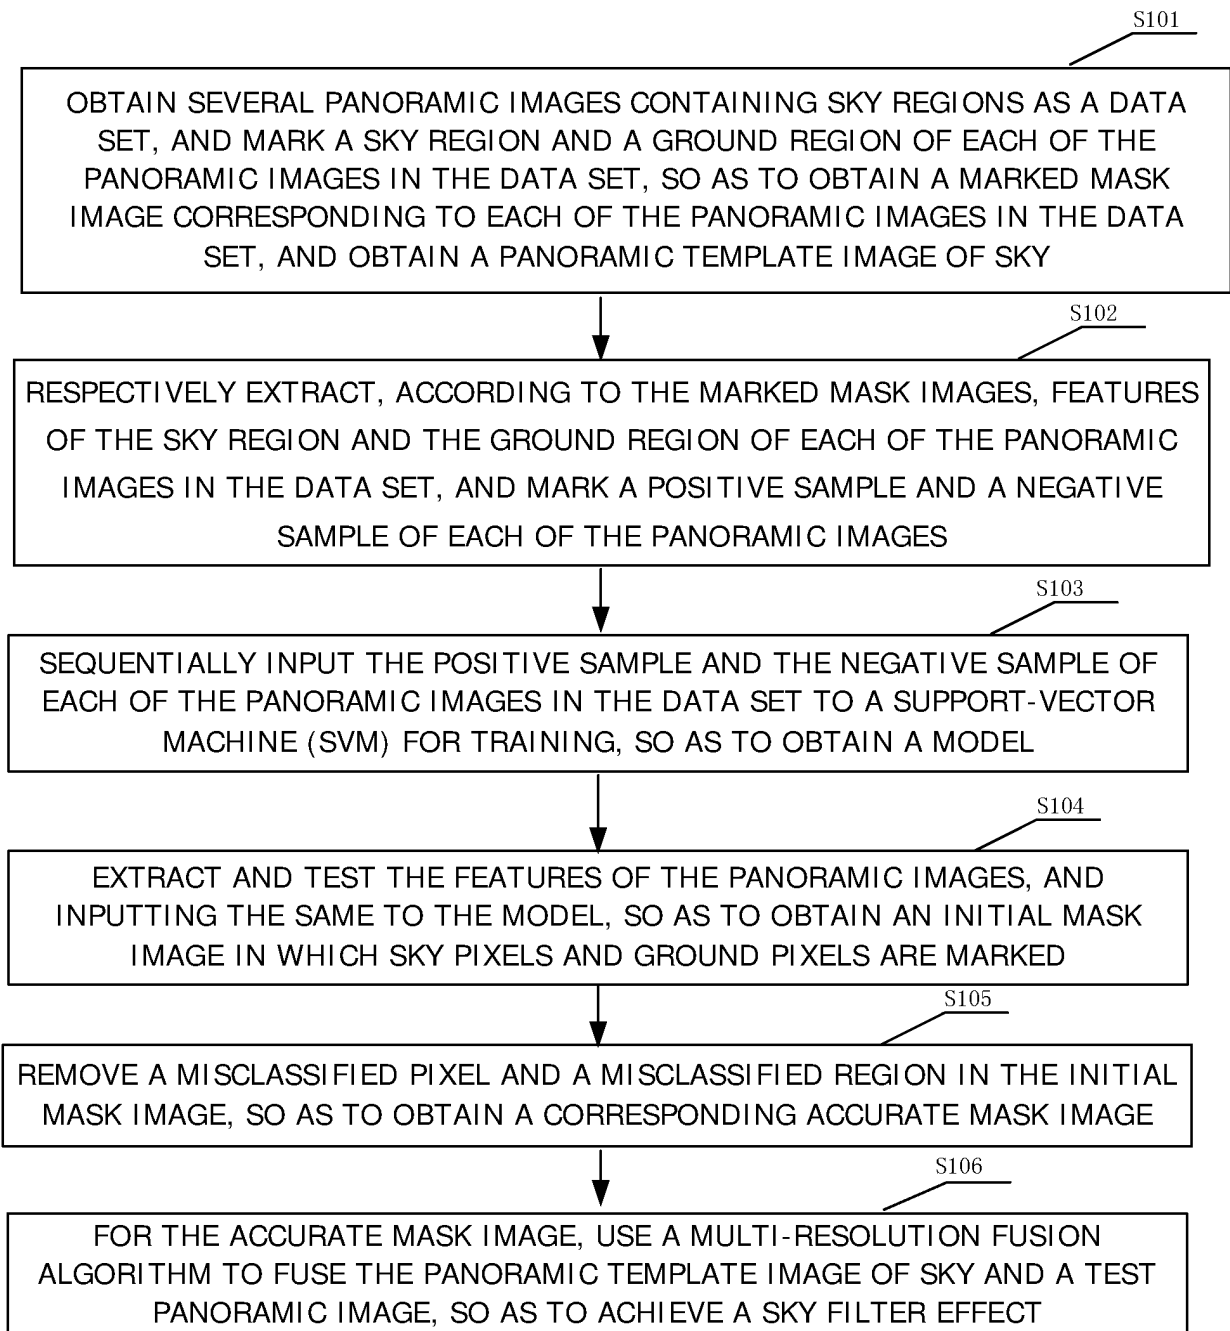 S101
OBTAIN SEVERAL PANORAMIC IMAGES CONTAINING SKY REGIONS AS A DATA
SET, AND MARK A SKY REGION AND A GROUND REGION OF EACH OF THE
PANORAMIC IMAGES IN THE DATA SET, SO AS TO OBTAIN A MARKED MASK
IMAGE CORRESPONDING TO EACH OF THE PANORAMIC IMAGES IN THE DATA
SET, AND OBTAIN A PANORAMIC TEMPLATE IMAGE OF SKY
S102
RESPECTIVELY EXTRACT, ACCORDING TO THE MARKED MASK IMAGES, FEATURES
OF THE SKY REGION AND THE GROUND REGION OF EACH OF THE PANORAMIC
IMAGES IN THE DATA SET, AND MARK A POSITIVE SAMPLE AND A NEGATIVE
SAMPLE OF EACH OF THE PANORAMIC IMAGES
S103
SEQUENTIALLY INPUT THE POSITIVE SAMPLE AND THE NEGATIVE SAMPLE OF
EACH OF THE PANORAMIC IMAGES IN THE DATA SET TO A SUPPORT-VECTOR
MACHINE (SVM) FOR TRAINING, SO AS TO OBTAIN A MODEL
S104
EXTRACT AND TEST THE FEATURES OF THE PANORAMIC IMAGES, AND
INPUTTING THE SAME TO THE MODEL, SO AS TO OBTAIN AN INITIAL MASK
IMAGE IN WHICH SKY PIXELS AND GROUND PIXELS ARE MARKED
S105
REMOVE A MISCLASSIFIED PIXEL AND A MISCLASSIFIED REGION IN THE INITIAL
MASK IMAGE, SO AS TO OBTAIN A CORRESPONDING ACCURATE MASK IMAGE
S106
FOR THE ACCURATE MASK IMAGE, USE A MULTI-RESOLUTION FUSION
ALGORITHM TO FUSE THE PANORAMIC TEMPLATE IMAGE OF SKY AND A TEST
PANORAMIC IMAGE, SO AS TO ACHIEVE A SKY FILTER EFFECT